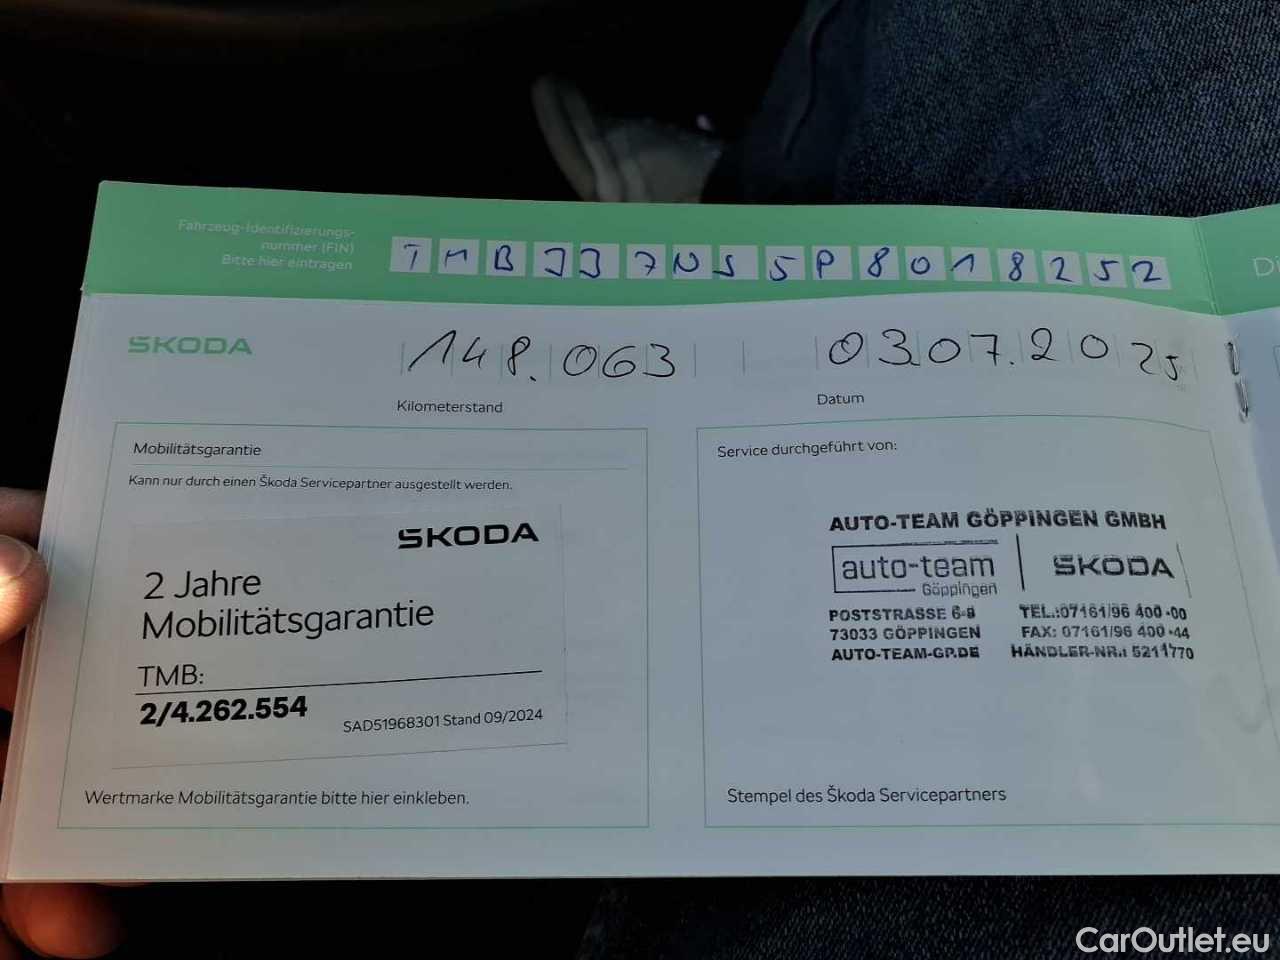 Fahrzeug-Identifizierungs-
nummer (FIN)
Bitte hier eintragen
TMBJJ7NS5P8018252
Di
ŠKODA
148.063
Kilometerstand
03.07.2025
Datum
Mobilitätsgarantie
Kann nur durch einen Škoda Servicepartner ausgestellt werden.
ŠKODA
2 Jahre
Mobilitätsgarantie
TMB:
2/4.262.554
SAD51968301 Stand 09/2024
Wertmarke Mobilitätsgarantie bitte hier einkleben.
Service durchgeführt von:
AUTO-TEAM GÖPPINGEN GMBH
auto-team
Göppingen
ŠKODA
POSTSTRASSE 6-8 TEL.:07161/96 400-00
73033 GÖPPINGEN FAX: 07161/96 400-44
AUTO-TEAM-GP.DE HÄNDLER-NR.: 5211770
Stempel des Škoda Servicepartners
CarOutlet.eu